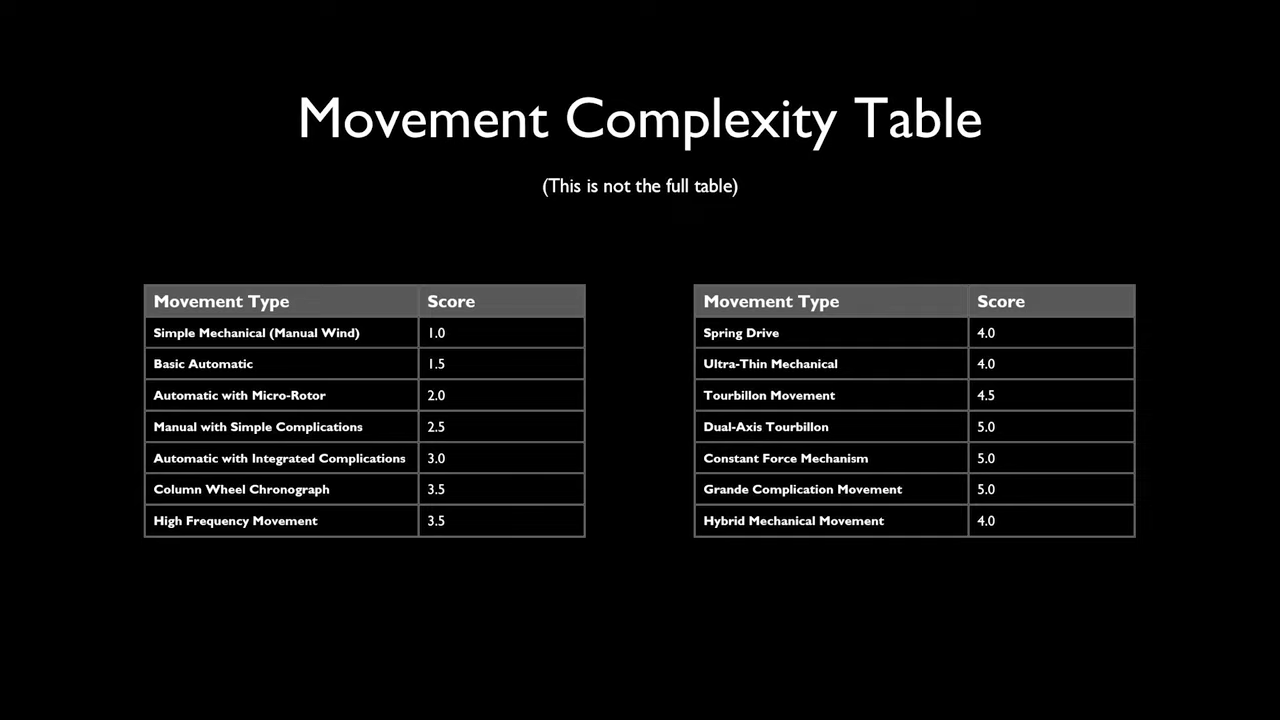 Movement Complexity Table
(This is not the full table)
Movement Type Score
Simple Mechanical (Manual Wind) 1.0
Basic Automatic 1.5
Automatic with Micro-Rotor 2.0
Manual with Simple Complications 2.5
Automatic with Integrated Complications 3.0
Column Wheel Chronograph 3.5
High Frequency Movement 3.5
Movement Type Score
Spring Drive 4.0
Ultra-Thin Mechanical 4.0
Tourbillon Movement 4.5
Dual-Axis Tourbillon 5.0
Constant Force Mechanism 5.0
Grande Complication Movement 5.0
Hybrid Mechanical Movement 4.0